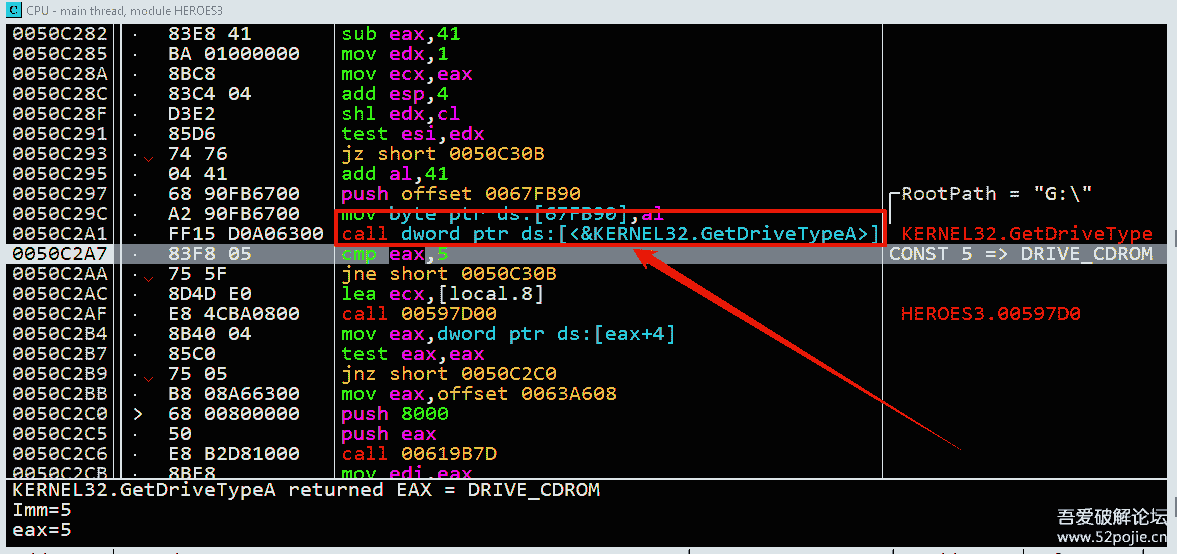 C CPU - main thread, module HEROES3
0050C282 · 83E8 41 sub eax,41
0050C285 · BA 01000000 mov edx,1
0050C28A · 8BC8 mov ecx,eax
0050C28C · 83C4 04 add esp,4
0050C28F · D3E2 shl edx,cl
0050C291 · 85D6 test esi,edx
0050C293 · 74 76 jz short 0050C30B
0050C295 · 04 41 add al,41
0050C297 · 68 90FB6700 push offset 0067FB90 RootPath = "G:\"
0050C29C · A2 90FB6700 mov byte ptr ds:[67FB90],al
0050C2A1 · FF15 D0A06300 call dword ptr ds:[<&KERNEL32.GetDriveTypeA>] KERNEL32.GetDriveType
0050C2A7 · 83F8 05 cmp eax,5 CONST 5 => DRIVE_CDROM
0050C2AA · 75 5F jne short 0050C30B
0050C2AC · 8D4D E0 lea ecx,[local.8]
0050C2AF · E8 4CBA0800 call 00597D00 HEROES3.00597D0
0050C2B4 · 8B40 04 mov eax,dword ptr ds:[eax+4]
0050C2B7 · 85C0 test eax,eax
0050C2B9 · 75 05 jnz short 0050C2C0
0050C2BB · B8 08A66300 mov eax,offset 0063A608
0050C2C0 > 68 00800000 push 8000
0050C2C5 · 50 push eax
0050C2C6 · E8 B2D81000 call 00619B7D
0050C2CB · 8BF8 mov edi,eax
KERNEL32.GetDriveTypeA returned EAX = DRIVE_CDROM
Imm=5
eax=5
吾爱破解论坛
www.52pojie.cn